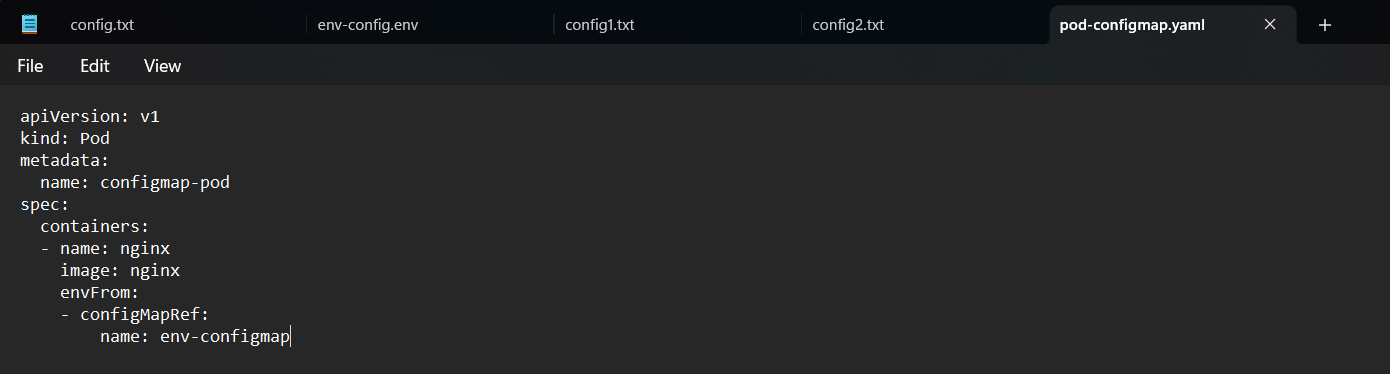 config.txt env-config.env config1.txt config2.txt pod-configmap.yaml
File Edit View
apiVersion: v1
kind: Pod
metadata:
  name: configmap-pod
spec:
  containers:
  - name: nginx
    image: nginx
    envFrom:
    - configMapRef:
        name: env-configmap